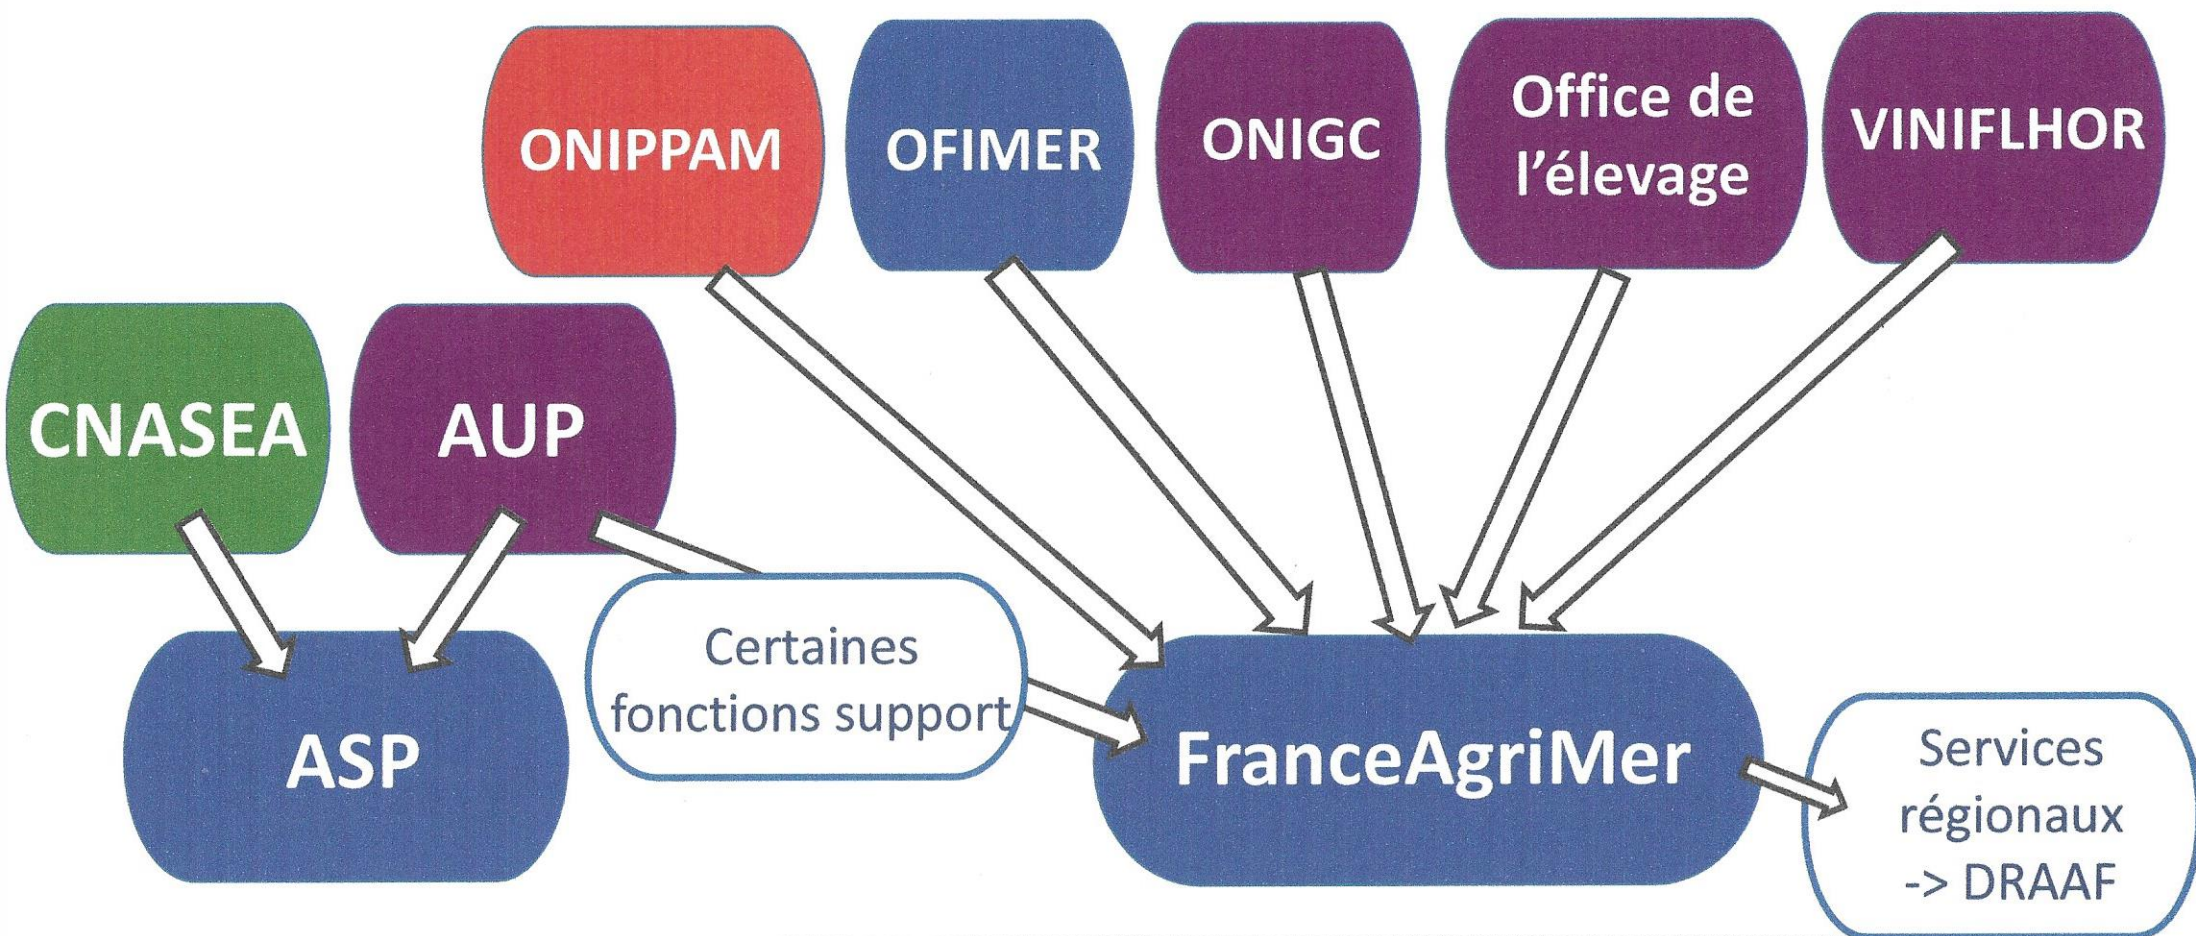 ONIPPAM
OFIMER
ONIGC
Office de
l'élevage
VINIFLHOR
CNASEA
AUP
Certaines
fonctions support
ASP
FranceAgriMer
Services
régionaux
-> DRAAF